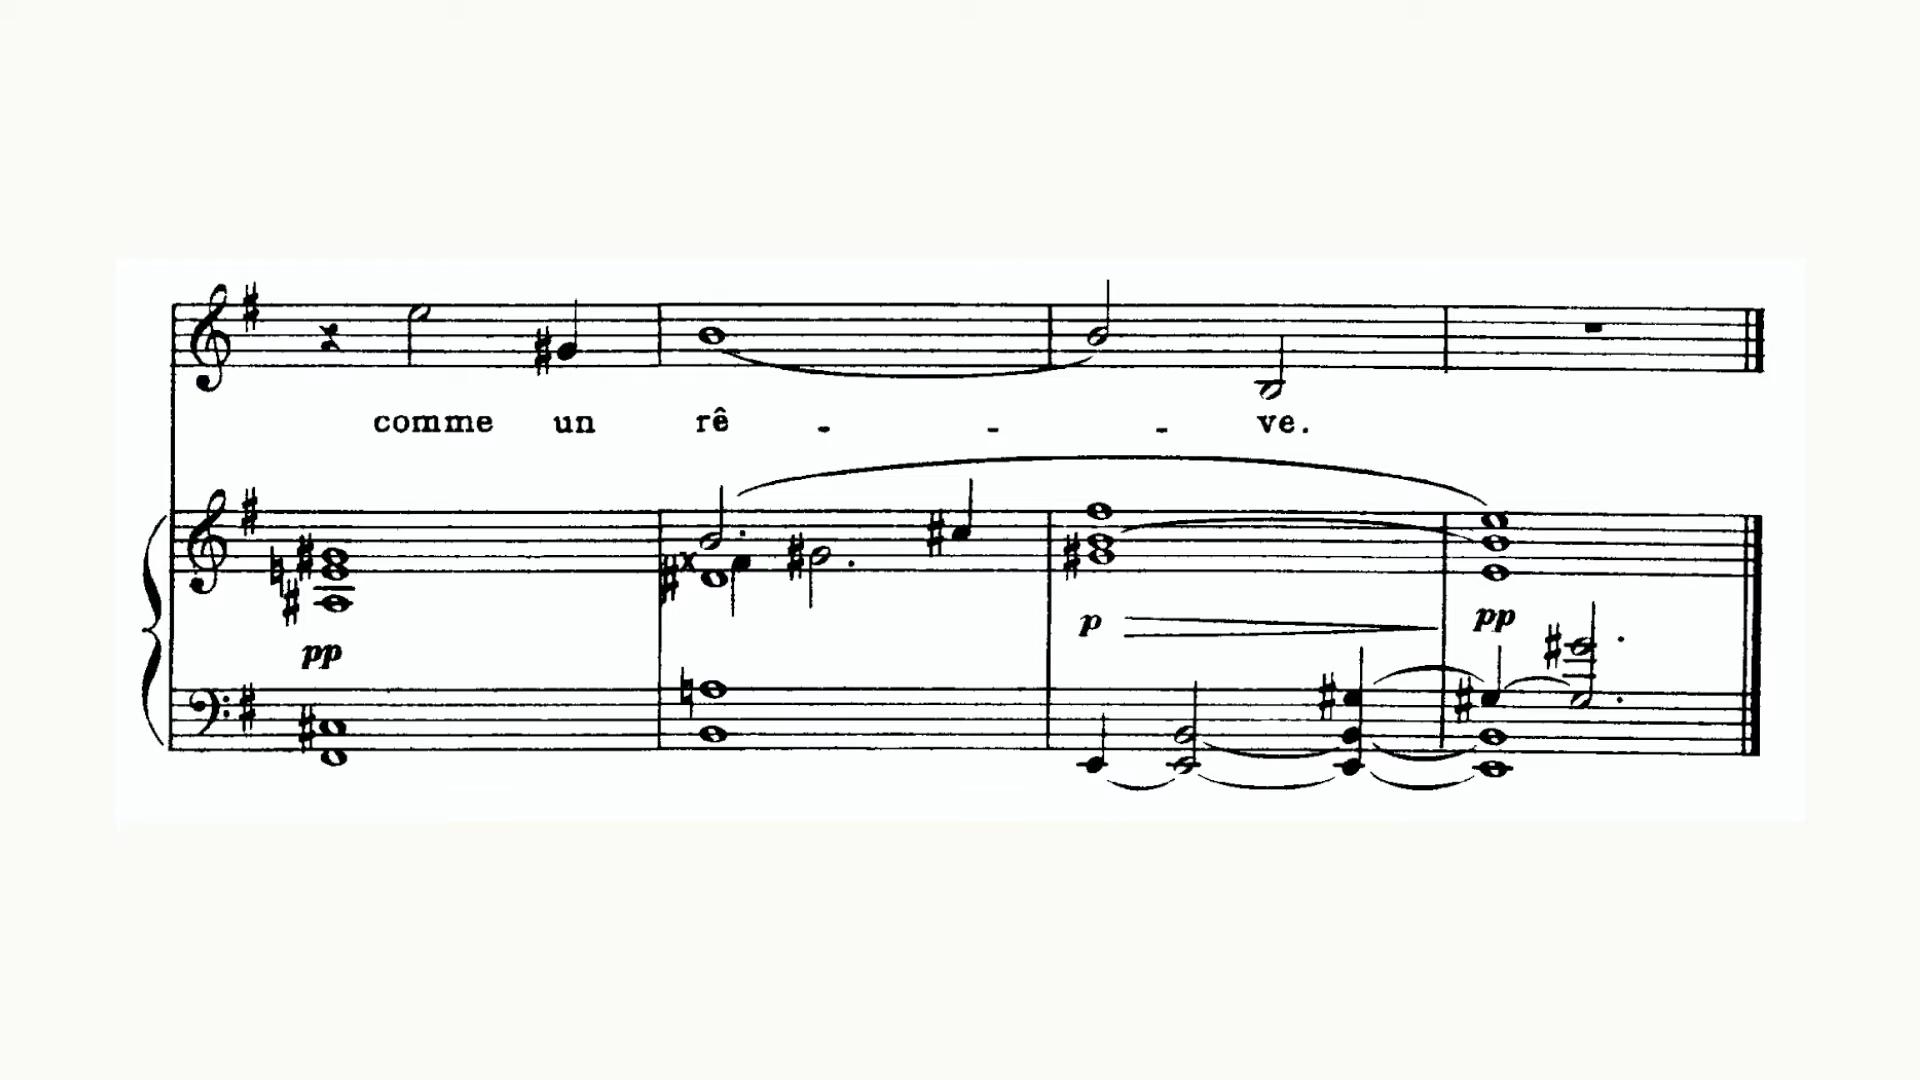 comme un rê - - - ve.
pp
p
pp